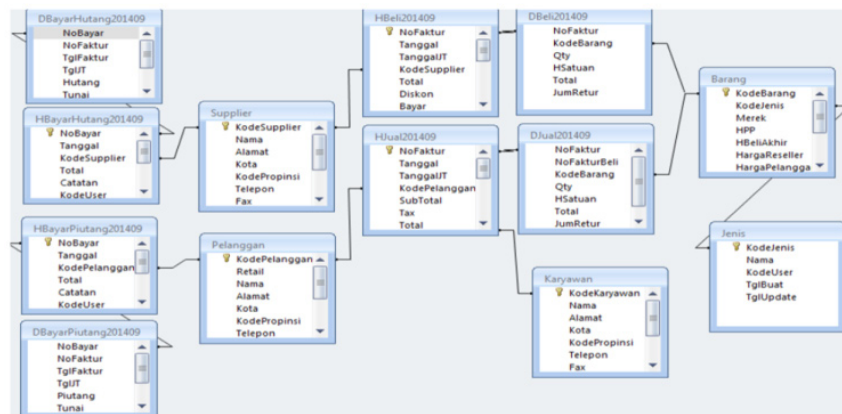 DBayarHutang201409
NoBayar
NoFaktur
TglFaktur
TglJT
Hutang
Tunai
HBayarHutang201409
NoBayar
Tanggal
KodeSupplier
Total
Catatan
KodeUser
HBayarPiutang201409
NoBayar
Tanggal
KodePelanggan
Total
Catatan
KodeUser
DBayarPiutang201409
NoBayar
NoFaktur
TglFaktur
TglJT
Piutang
Tunai
Supplier
KodeSupplier
Nama
Alamat
Kota
KodePropinsi
Telepon
Fax
Pelanggan
KodePelanggan
Retail
Nama
Alamat
Kota
KodePropinsi
Telepon
HBeli201409
NoFaktur
Tanggal
TanggalJT
KodeSupplier
Total
Diskon
Bayar
HJual201409
NoFaktur
Tanggal
TanggalJT
KodePelanggan
SubTotal
Tax
Total
DBeli201409
NoFaktur
KodeBarang
Qty
HSatuan
Total
JumRetur
DJual201409
NoFaktur
NoFakturBeli
KodeBarang
Qty
HSatuan
Total
JumRetur
Karyawan
KodeKaryawan
Nama
Alamat
Kota
KodePropinsi
Telepon
Fax
Barang
KodeBarang
KodeJenis
Merek
HPP
HBeliAkhir
HargaReseller
HargaPelangga
Jenis
KodeJenis
Nama
KodeUser
TglBuat
TglUpdate